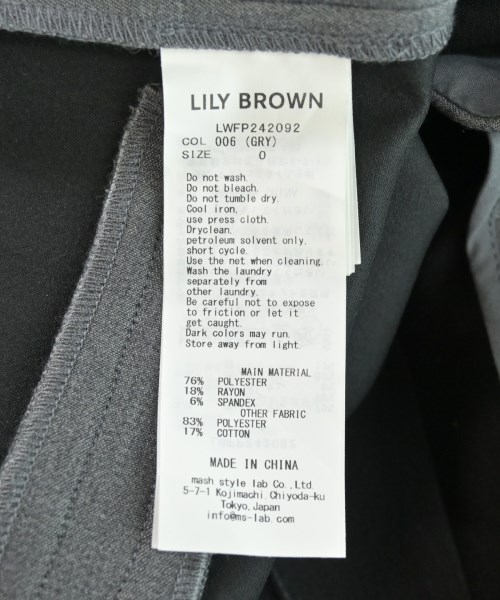 LILY BROWN
LWFP242092
COL 006 (GRY)
SIZE 0
Do not wash.
Do not bleach.
Do not tumble dry.
Cool iron,
use press cloth.
Dryclean.
petroleum solvent only.
short cycle.
Use the net when cleaning.
Wash the laundry
separately from
other laundry.
Be careful not to expose
to friction or let it
get caught.
Dark colors may run.
Store away from light.
MAIN MATERIAL
76% POLYESTER
18% RAYON
6% SPANDEX
OTHER FABRIC
83% POLYESTER
17% COTTON
MADE IN CHINA
mash style lab Co.,Ltd.
5-7-1 Kojimachi Chiyoda-ku
Tokyo, Japan
info@ms-lab.com